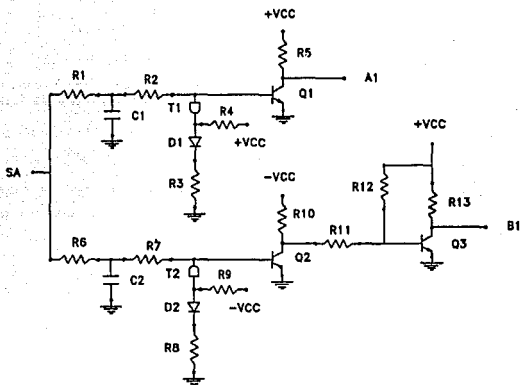 +VCC
R5
A1
R1
R2
Q1
T1
C1
R4
+VCC
D1
+VCC
SA
R3
-VCC
R12
R10
R13
R11
B1
R6
R7
Q2
Q3
T2
C2
R9
D2
-VCC
R8